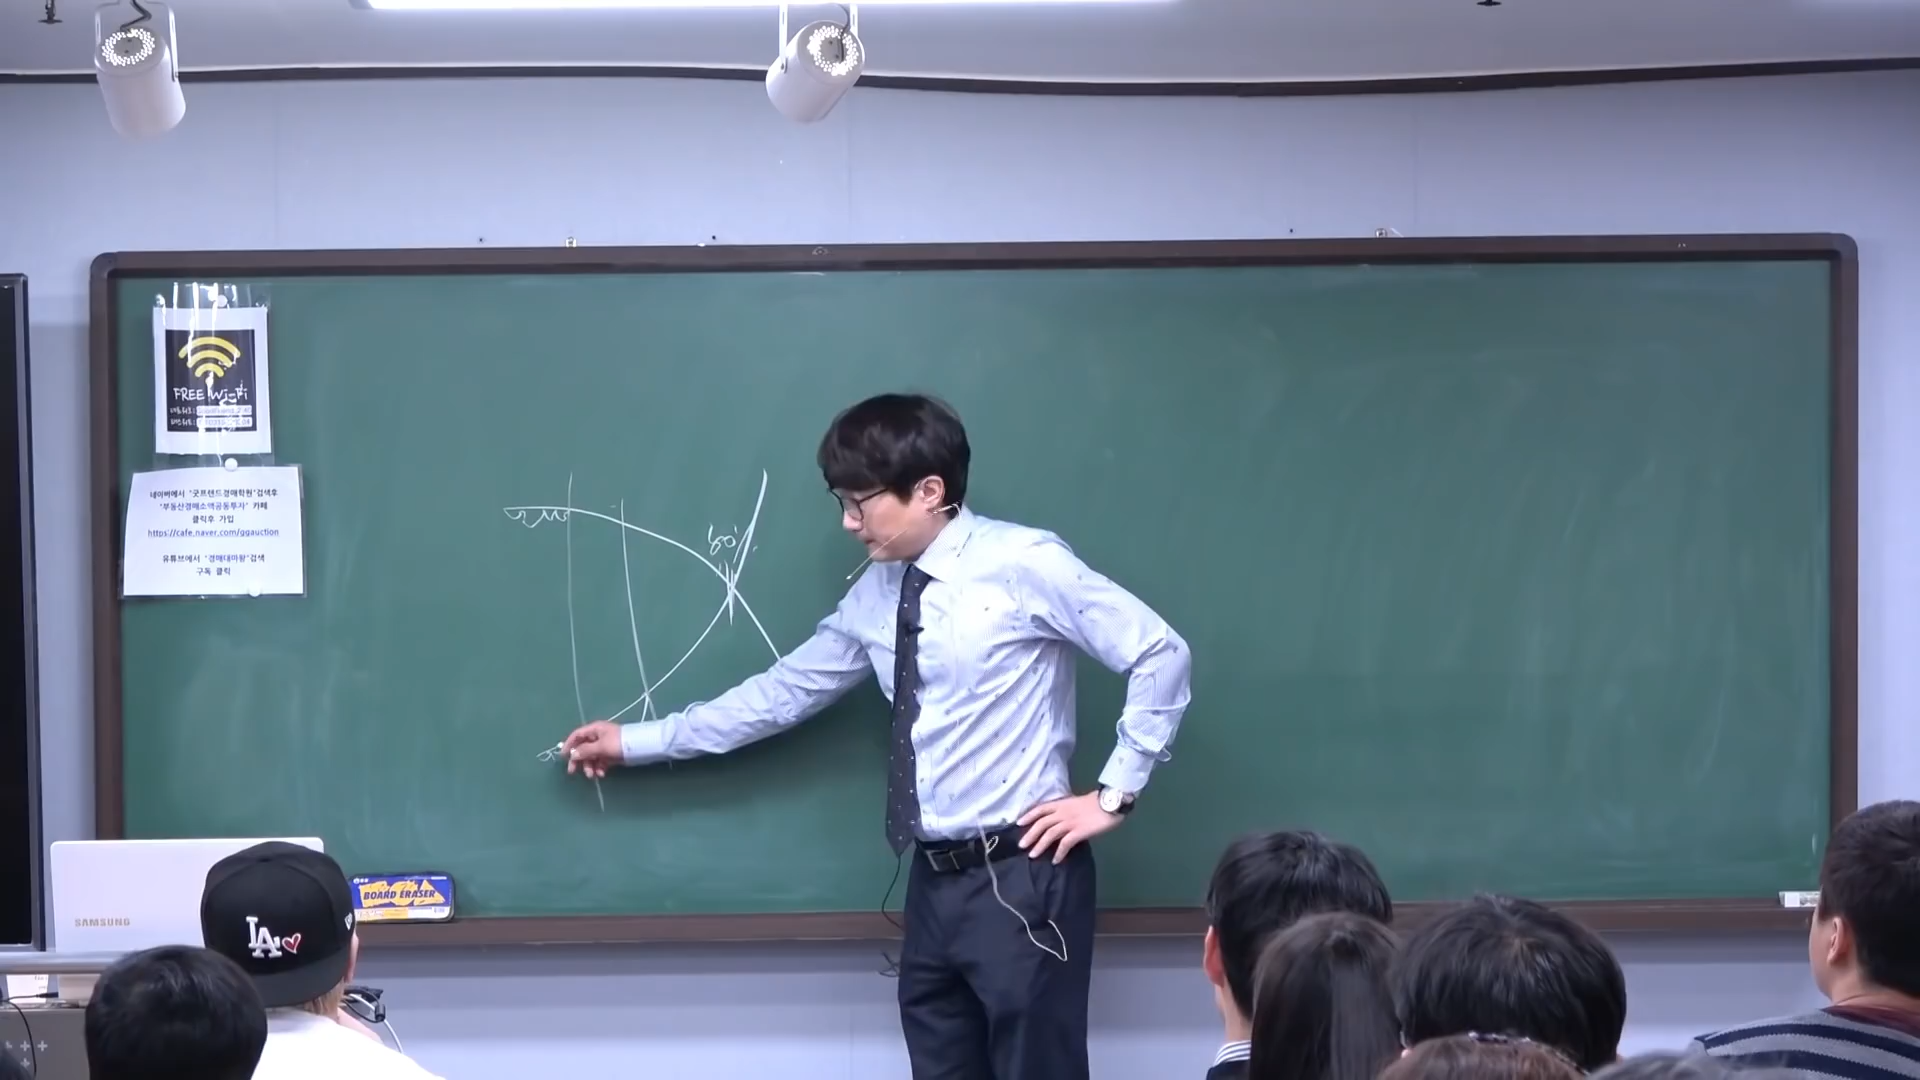 FREE Wi-Fi
네이버에서 "굿프렌드경매학원"검색후
"부동산경매소액공동투자" 카페
클릭후 가입
https://cafe.naver.com/ggauction
유튜브에서 "경매대마왕"검색
구독 클릭
80%
SAMSUNG
LA
BOARD ERASER